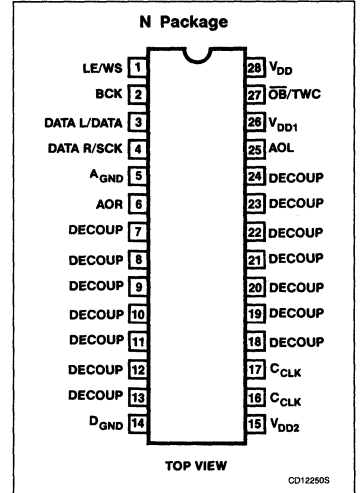 N Package
LE/WS 1 28 VDD
BCK 2 27 OB/TWC
DATA L/DATA 3 26 VDD1
DATA R/SCK 4 25 AOL
AGND 5 24 DECOUP
AOR 6 23 DECOUP
DECOUP 7 22 DECOUP
DECOUP 8 21 DECOUP
DECOUP 9 20 DECOUP
DECOUP 10 19 DECOUP
DECOUP 11 18 DECOUP
DECOUP 12 17 CCLK
DECOUP 13 16 CCLK
DGND 14 15 VDD2
TOP VIEW
CD12250S